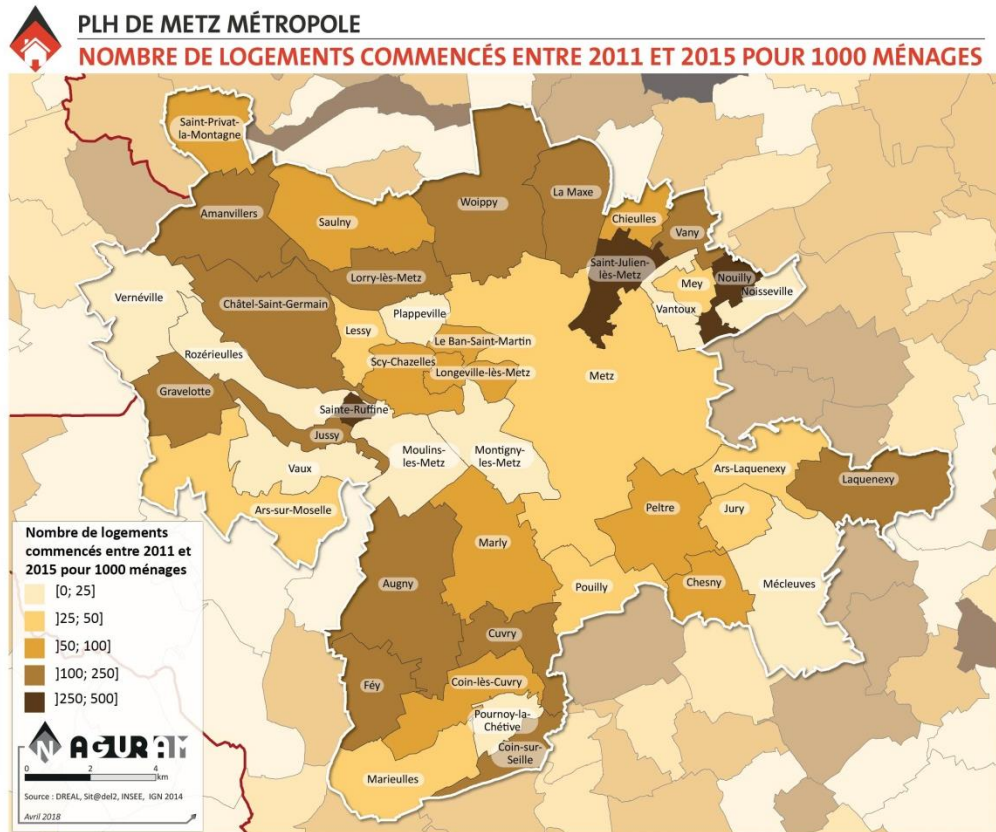 PLH DE METZ MÉTROPOLE
NOMBRE DE LOGEMENTS COMMENCÉS ENTRE 2011 ET 2015 POUR 1000 MÉNAGES
Saint-Privat-
la-Montagne
Amanvillers
Saulny
Woippy
La Maxe
Chieulles
Vany
Saint-Julien-
lès-Metz
Nouilly
Mey
Noisseville
Vantoux
Lorry-lès-Metz
Vernéville
Châtel-Saint-Germain
Plappeville
Lessy
Le Ban-Saint-Martin
Rozérieulles
Scy-Chazelles
Longeville-lès-Metz
Metz
Gravelotte
Sainte-Ruffine
Jussy
Moulins-
les-Metz
Montigny-
les-Metz
Vaux
Ars-Laquenexy
Laquenexy
Ars-sur-Moselle
Peltre
Jury
Marly
Augny
Pouilly
Chesny
Mécleuves
Cuvry
Féy
Coin-lès-Cuvry
Pournoy-la-
Chétive
Coin-sur-
Seille
Marieulles
Nombre de logements
commencés entre 2011 et
2015 pour 1000 ménages
[0; 25]
]25; 50]
]50; 100]
]100; 250]
]250; 500]
N AGURAM
0 2 4
km
Source : DREAL, Sit@del2, INSEE, IGN 2014
Avril 2018